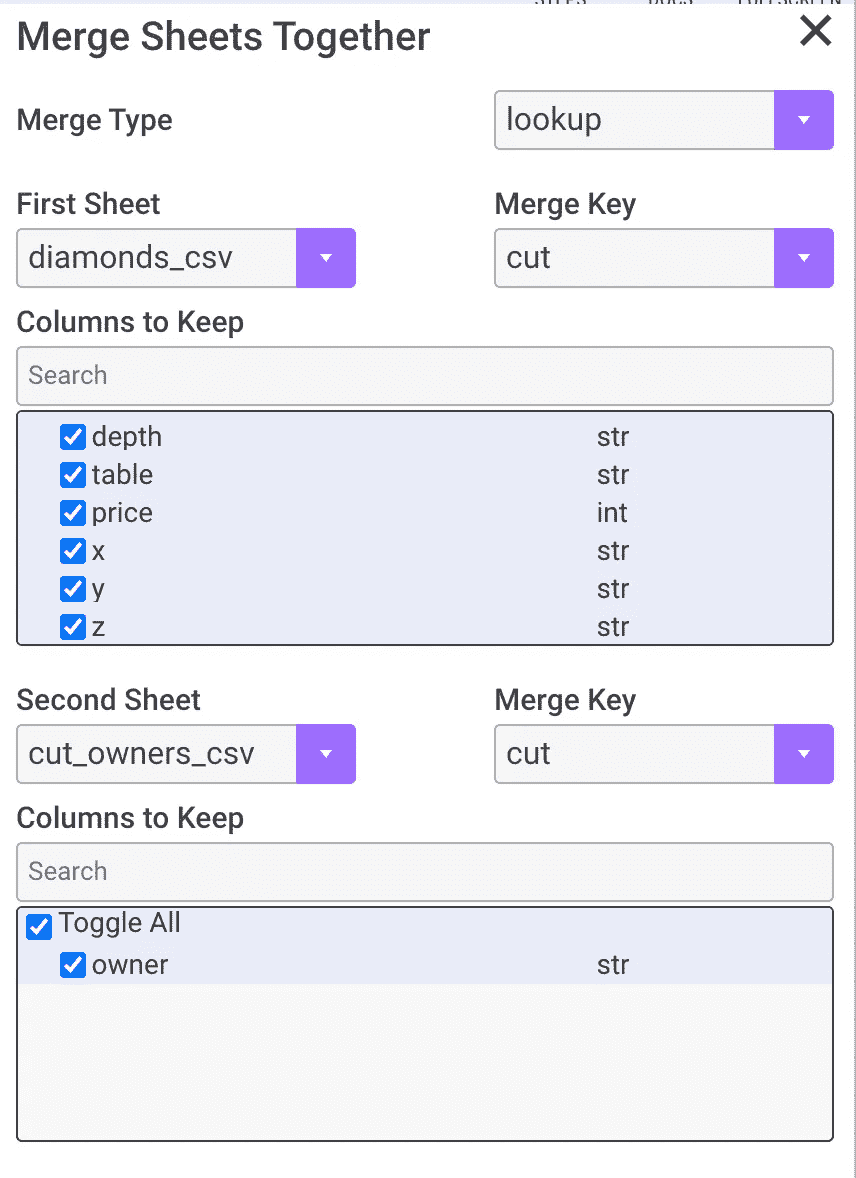 Merge Sheets Together
Merge Type lookup
First Sheet Merge Key
diamonds_csv cut
Columns to Keep
Search
depth str
table str
price int
x str
y str
z str
Second Sheet Merge Key
cut_owners_csv cut
Columns to Keep
Search
Toggle All
owner str